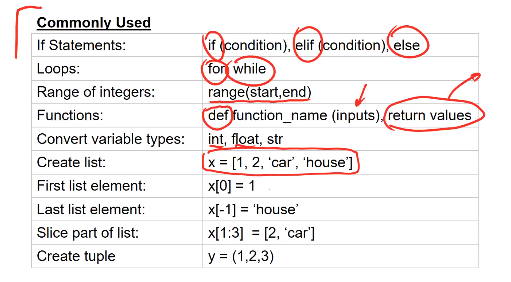 Commonly Used
If Statements: if (condition), elif (condition), else
Loops: for while
Range of integers: range(start,end)
Functions: def function_name (inputs), return values
Convert variable types: int, float, str
Create list: x = [1, 2, ‘car’, ‘house’]
First list element: x[0] = 1
Last list element: x[-1] = ‘house’
Slice part of list: x[1:3] = [2, ‘car’]
Create tuple y = (1,2,3)